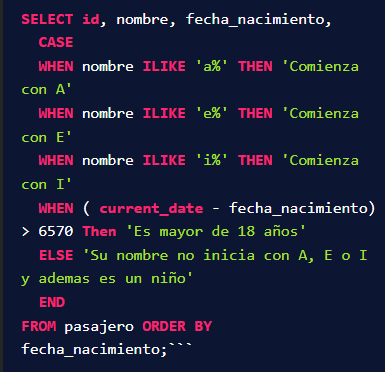 SELECT id, nombre, fecha_nacimiento,
CASE
WHEN nombre ILIKE 'a%' THEN 'Comienza
con A'
WHEN nombre ILIKE 'e%' THEN 'Comienza
con E'
WHEN nombre ILIKE 'i%' THEN 'Comienza
con I'
WHEN ( current_date - fecha_nacimiento)
> 6570 Then 'Es mayor de 18 años'
ELSE 'Su nombre no inicia con A, E o I
y ademas es un niño'
END
FROM pasajero ORDER BY
fecha_nacimiento;```